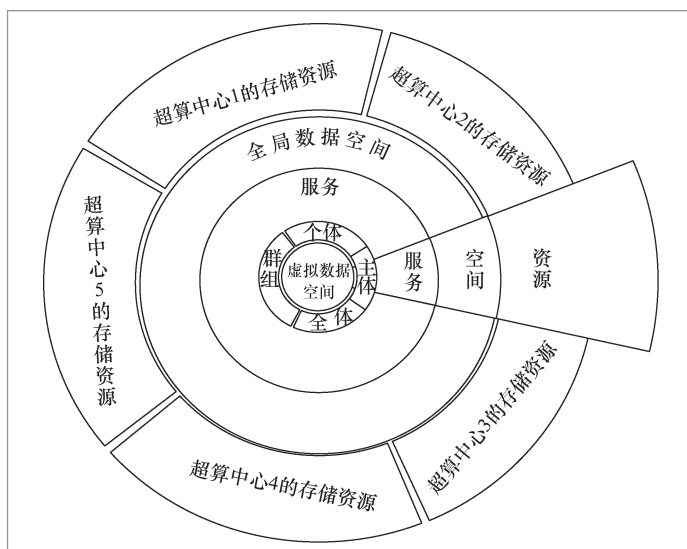 超算中心1的存储资源
超算中心2的存储资源
全局数据空间
服务
个体
群组
虚拟数据
空间
主体
服务
空间
资源
全体
超算中心5的存储资源
超算中心3的存储资源
超算中心4的存储资源